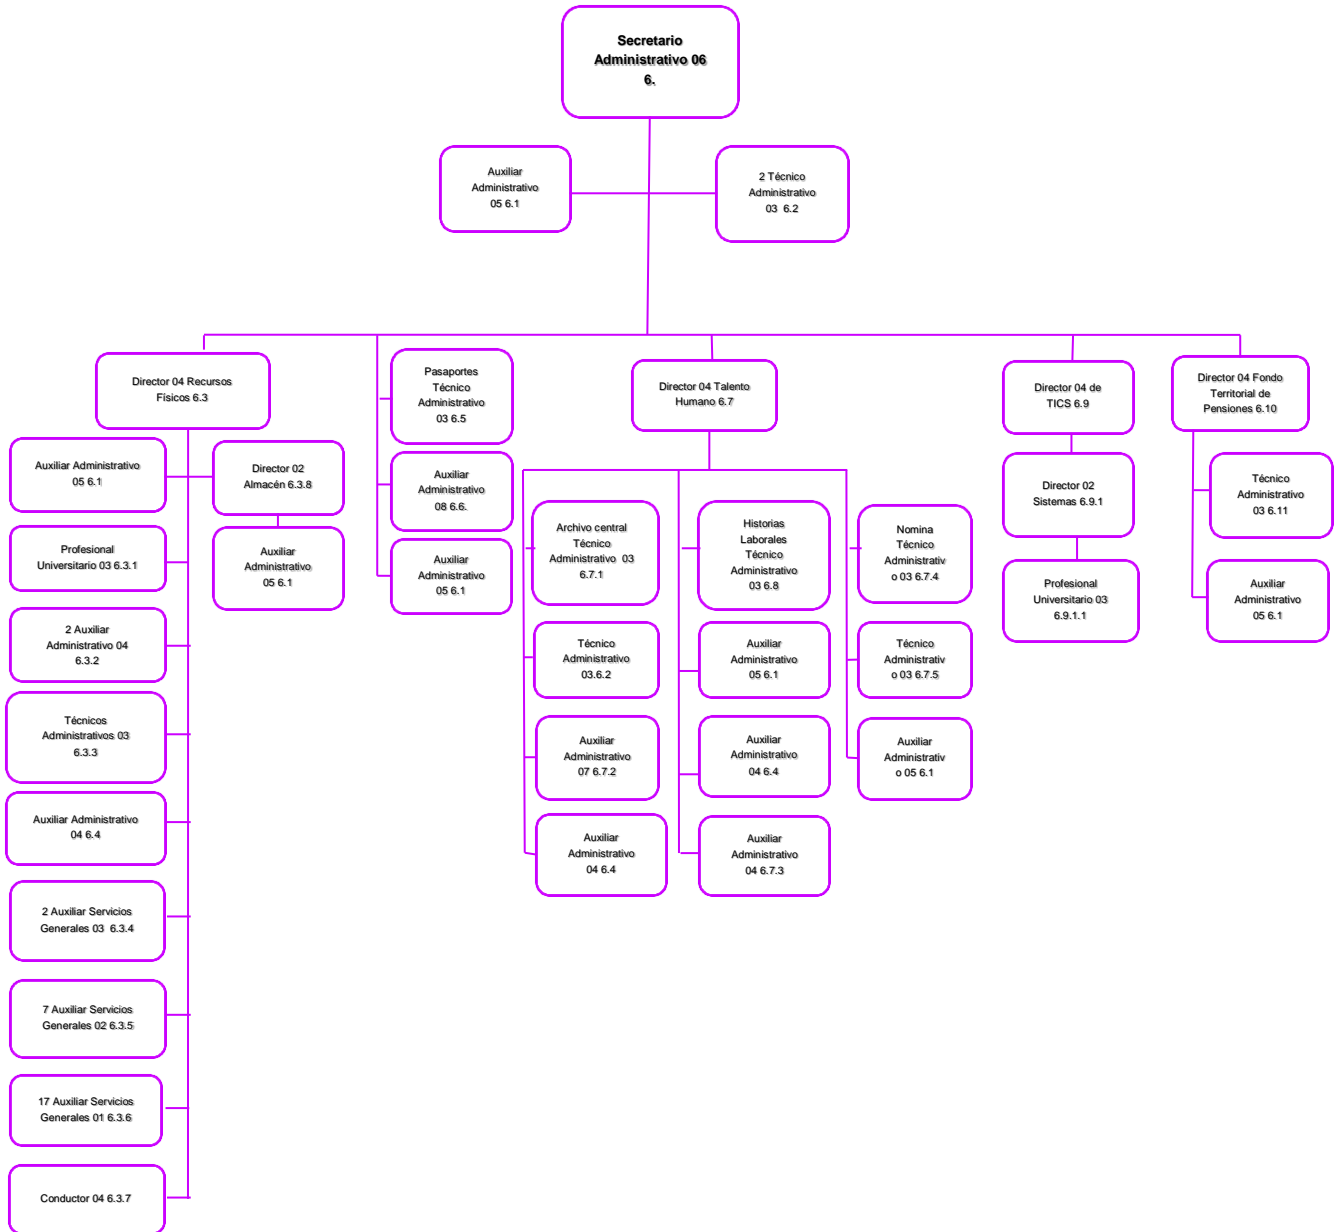 Secretario
Administrativo 06
6.
Auxiliar
Administrativo
05 6.1
2 Técnico
Administrativo
03  6.2
Director 04 Recursos
Físicos 6.3
Auxiliar Administrativo
05 6.1
Director 02
Almacén 6.3.8
Auxiliar
Administrativo
05 6.1
Profesional
Universitario 03 6.3.1
2 Auxiliar
Administrativo 04
6.3.2
Técnicos
Administrativos 03
6.3.3
Auxiliar Administrativo
04 6.4
2 Auxiliar Servicios
Generales 03  6.3.4
7 Auxiliar Servicios
Generales 02 6.3.5
17 Auxiliar Servicios
Generales 01 6.3.6
Conductor 04 6.3.7
Pasaportes
Técnico
Administrativo
03 6.5
Auxiliar
Administrativo
08 6.6.
Auxiliar
Administrativo
05 6.1
Director 04 Talento
Humano 6.7
Archivo central
Técnico
Administrativo  03
6.7.1
Técnico
Administrativo
03.6.2
Auxiliar
Administrativo
07 6.7.2
Auxiliar
Administrativo
04 6.4
Historias
Laborales
Técnico
Administrativo
03 6.8
Auxiliar
Administrativo
05 6.1
Auxiliar
Administrativo
04 6.4
Auxiliar
Administrativo
04 6.7.3
Nomina
Técnico
Administrativ
o 03 6.7.4
Técnico
Administrativ
o 03 6.7.5
Auxiliar
Administrativ
o 05 6.1
Director 04 de
TICS 6.9
Director 02
Sistemas 6.9.1
Profesional
Universitario 03
6.9.1.1
Director 04 Fondo
Territorial de
Pensiones 6.10
Técnico
Administrativo
03 6.11
Auxiliar
Administrativo
05 6.1